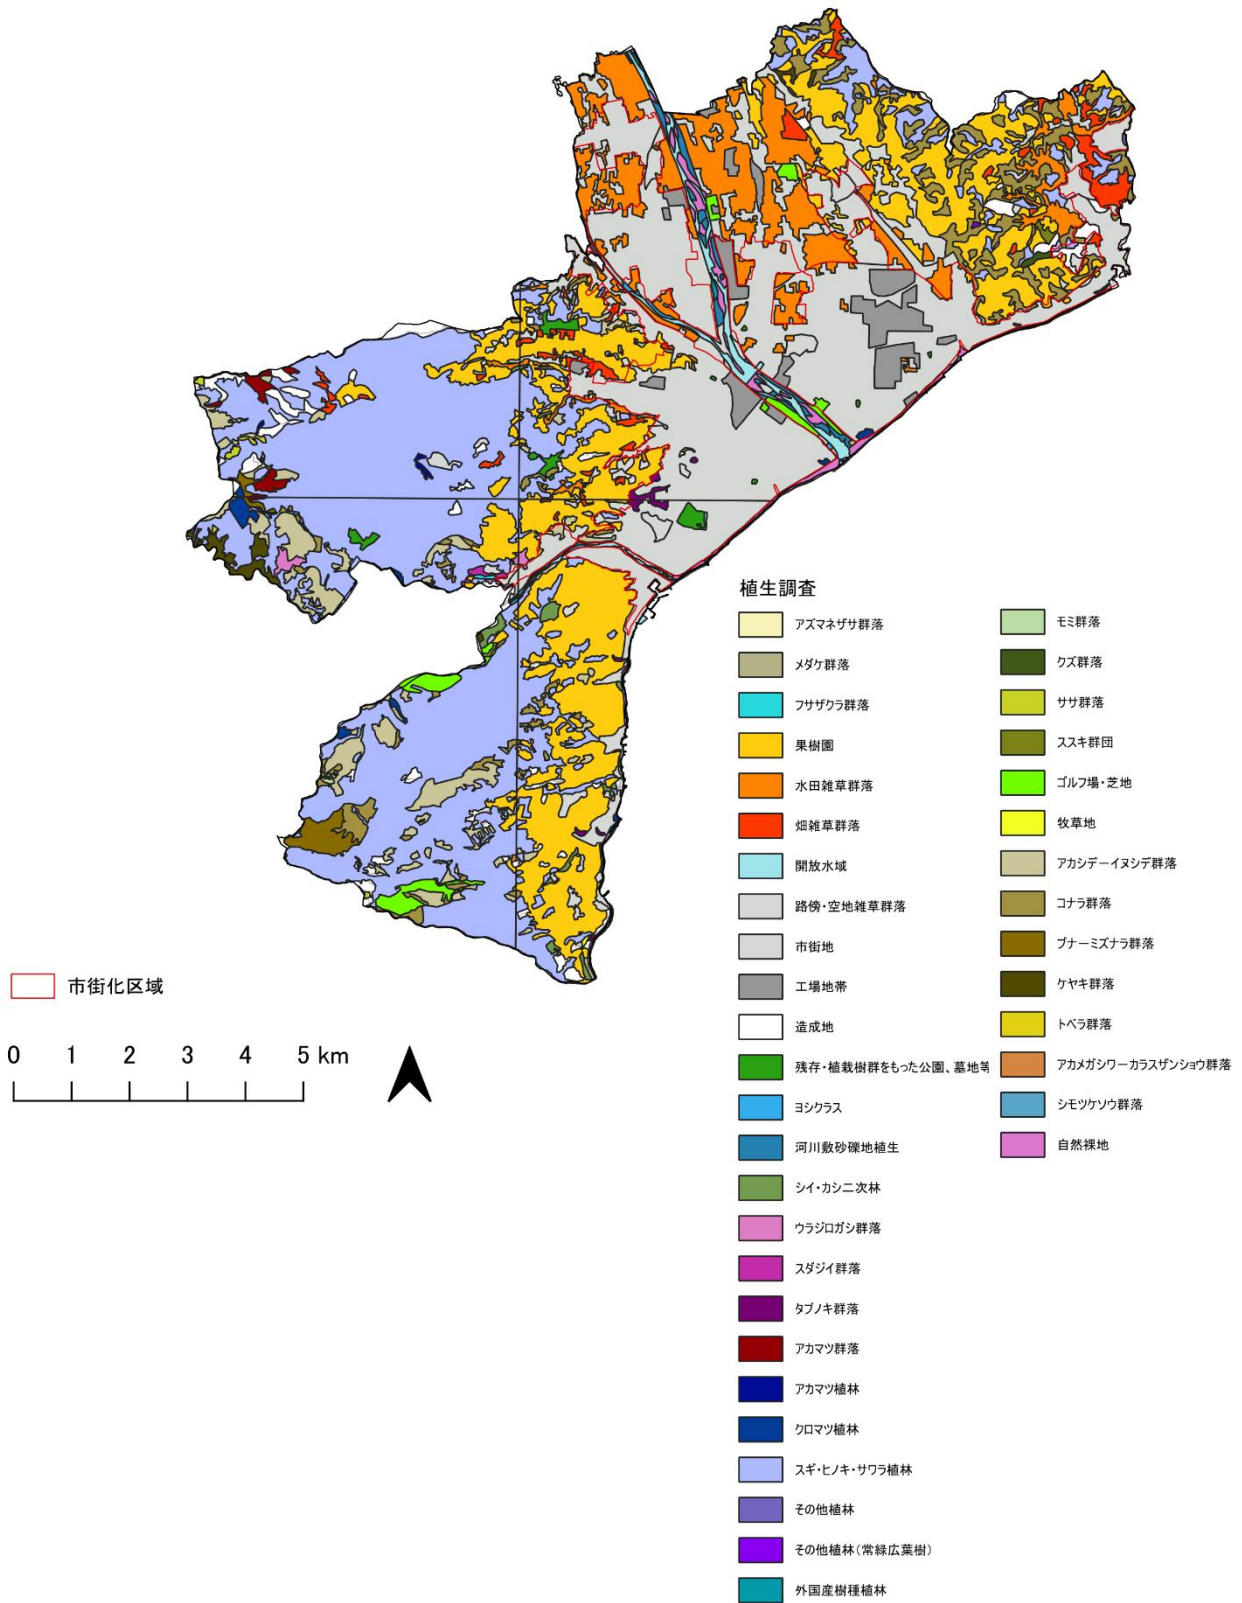 植生調査
アズマネザサ群落
メダケ群落
フサザクラ群落
果樹園
水田雑草群落
畑雑草群落
開放水域
路傍・空地雑草群落
市街地
工場地帯
造成地
残存・植栽樹群をもった公園、墓地等
ヨシクラス
河川敷砂礫地植生
シイ・カシ二次林
ウラジロガシ群落
スダジイ群落
タブノキ群落
アカマツ群落
アカマツ植林
クロマツ植林
スギ・ヒノキ・サワラ植林
その他植林
その他植林（常緑広葉樹）
外国産樹種植林
モミ群落
クズ群落
ササ群落
ススキ群団
ゴルフ場・芝地
牧草地
アカシデーイヌシデ群落
コナラ群落
ブナーミズナラ群落
ケヤキ群落
トベラ群落
アカメガシワーカラスザンショウ群落
シモツケソウ群落
自然裸地
市街化区域
0 1 2 3 4 5 km